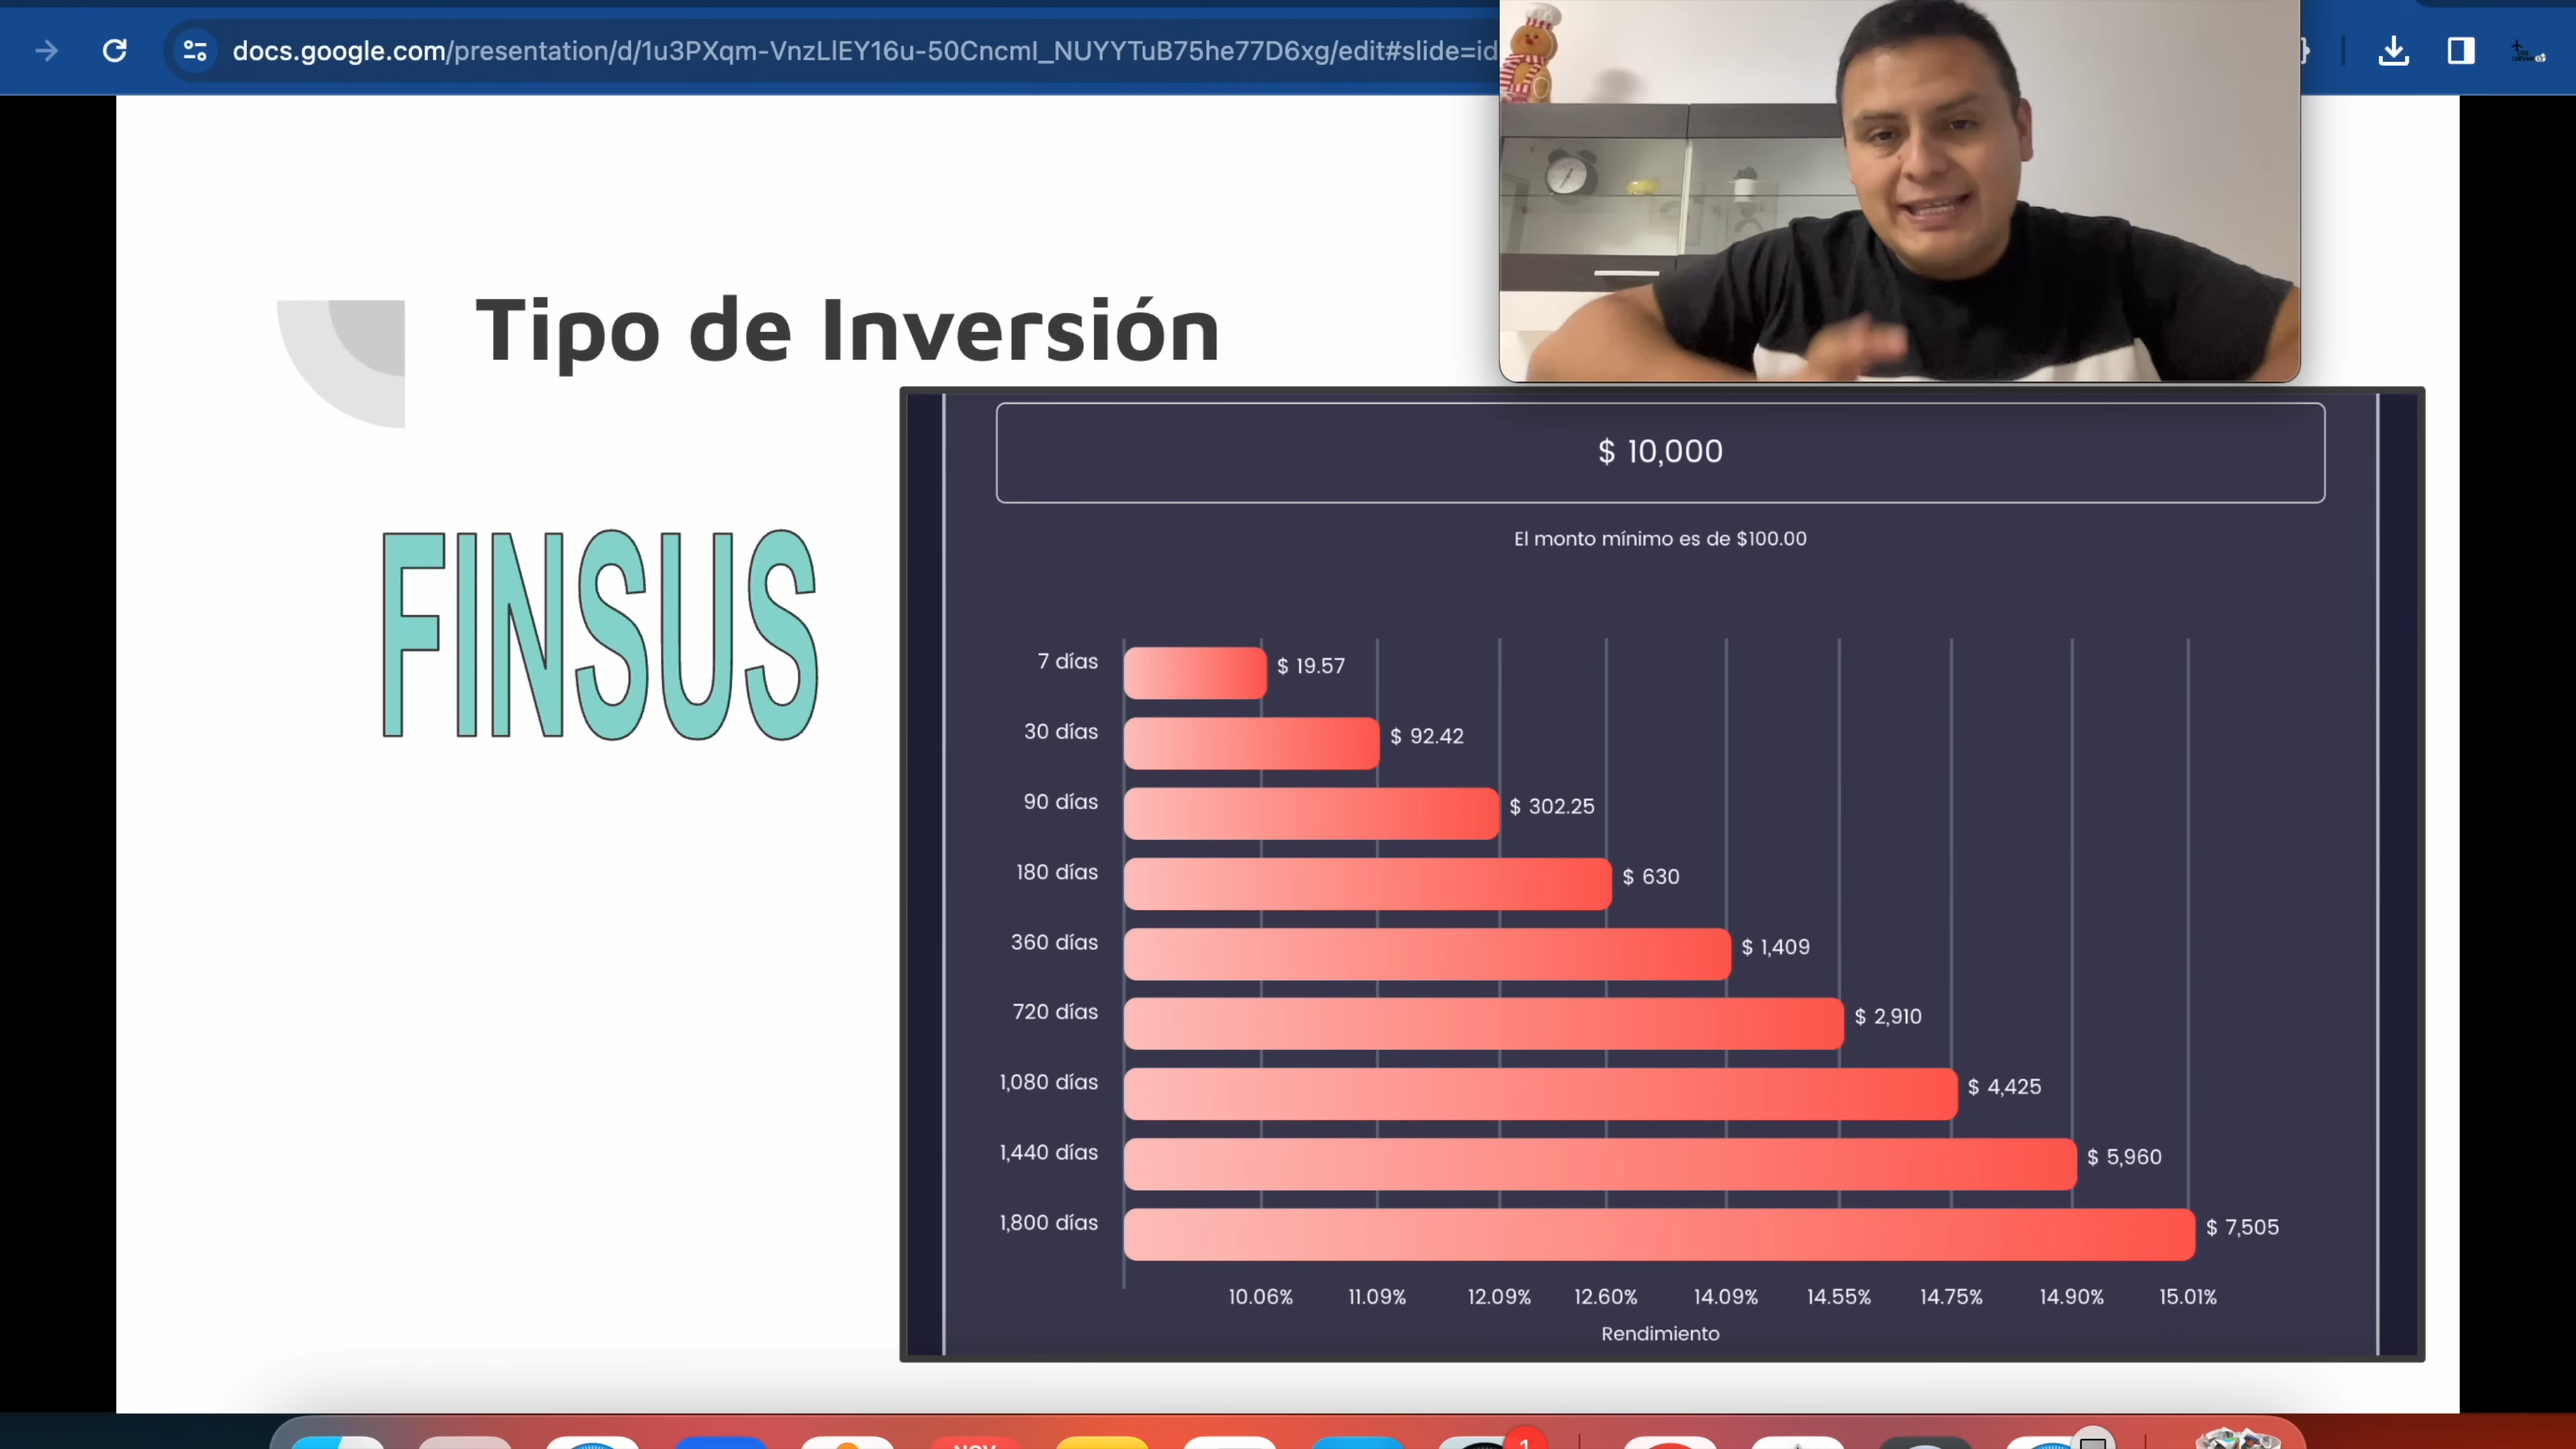 docs.google.com/presentation/d/1u3PXqm-VnzLlEY16u-50CncmI_NUYYTuB75he77D6xg/edit#slide=id
Tipo de Inversión
FINSUS
$ 10,000
El monto mínimo es de $100.00
7 días $ 19.57
30 días $ 92.42
90 días $ 302.25
180 días $ 630
360 días $ 1,409
720 días $ 2,910
1,080 días $ 4,425
1,440 días $ 5,960
1,800 días $ 7,505
10.06% 11.09% 12.09% 12.60% 14.09% 14.55% 14.75% 14.90% 15.01%
Rendimiento
NOV
1